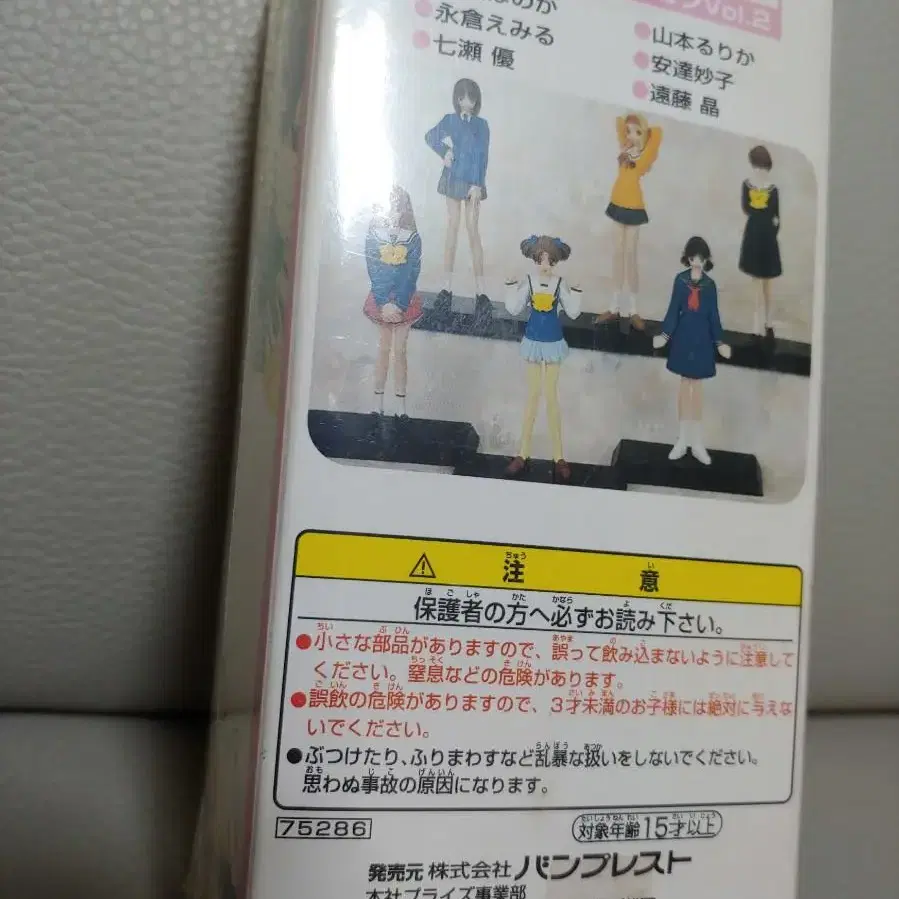 Vol.2
永倉えみる
七瀬 優
山本るりか
安達妙子
遠藤 晶
注 意
保護者の方へ必ずお読み下さい。
●小さな部品がありますので、誤って飲み込まないように注意して
ください。窒息などの危険があります。
●誤飲の危険がありますので、3才未満のお子様には絶対に与えな
いでください。
●ぶつけたり、ふりまわすなど乱暴な扱いをしないでください。
思わぬ事故の原因になります。
75286
対象年齢15才以上
発売元 株式会社 バンプレスト
本社プライズ事業部